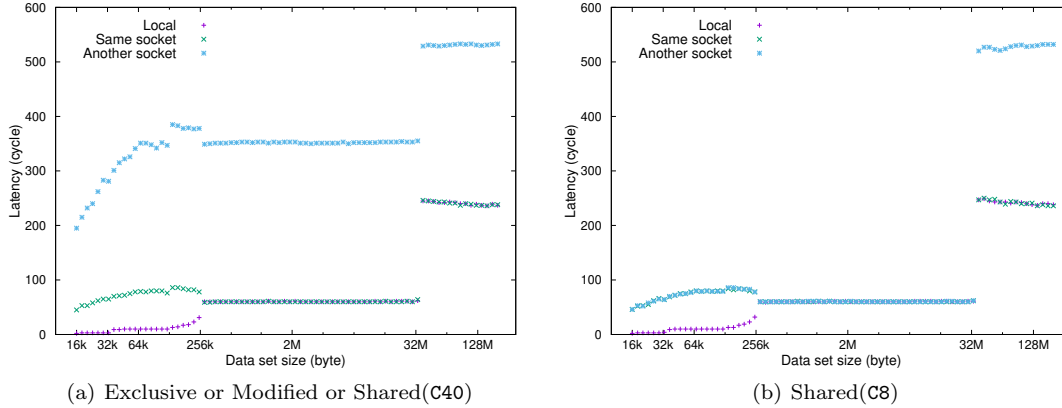 600
500
400
300
200
100
0
Latency (cycle)
Local
Same socket
Another socket
16k 32k 64k 256k 2M 32M 128M
Data set size (byte)
(a) Exclusive or Modified or Shared(C40)
600
500
400
300
200
100
0
Latency (cycle)
Local
Same socket
Another socket
16k 32k 64k 256k 2M 32M 128M
Data set size (byte)
(b) Shared(C8)